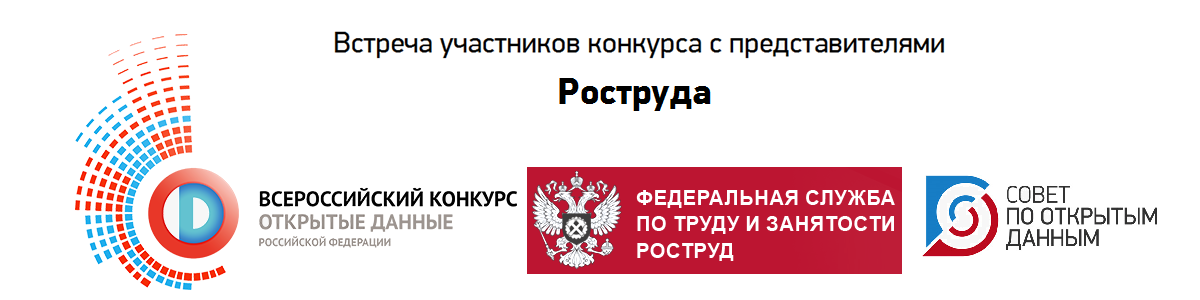 Встреча участников конкурса с представителями
Роструда
ВСЕРОССИЙСКИЙ КОНКУРС
ОТКРЫТЫЕ ДАННЫЕ
РОССИЙСКОЙ ФЕДЕРАЦИИ
ФЕДЕРАЛЬНАЯ СЛУЖБА
ПО ТРУДУ И ЗАНЯТОСТИ
РОСТРУД
СОВЕТ
ПО ОТКРЫТЫМ
ДАННЫМ